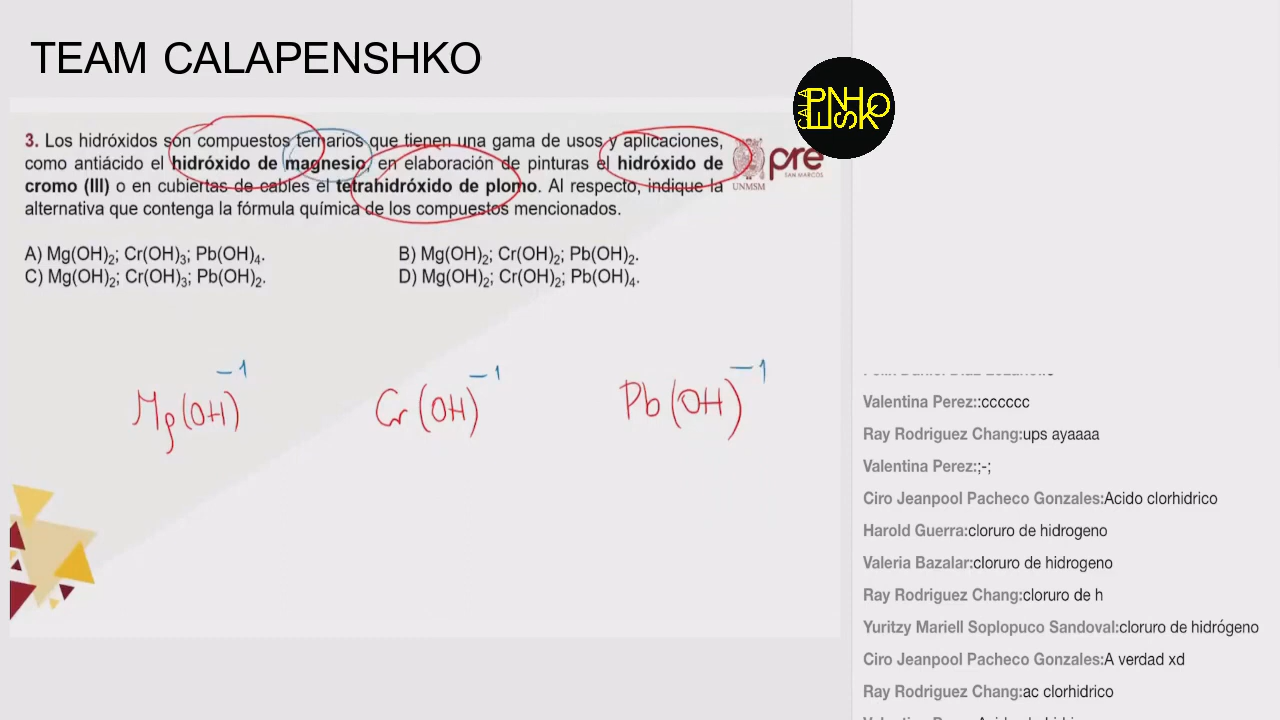 TEAM CALAPENSHKO
CALA
PENSHKO
3. Los hidróxidos son compuestos ternarios que tienen una gama de usos y aplicaciones,
como antiácido el hidróxido de magnesio, en elaboración de pinturas el hidróxido de
cromo (III) o en cubiertas de cables el tetrahidróxido de plomo. Al respecto, indique la
alternativa que contenga la fórmula química de los compuestos mencionados.
pre
SAN MARCOS
UNMSM
A) Mg(OH)₂; Cr(OH)₃; Pb(OH)₄. B) Mg(OH)₂; Cr(OH)₂; Pb(OH)₂.
C) Mg(OH)₂; Cr(OH)₃; Pb(OH)₂. D) Mg(OH)₂; Cr(OH)₂; Pb(OH)₄.
Mg(OH)⁻¹ Cr(OH)⁻¹ Pb(OH)⁻¹
Valentina Perez::cccccc
Ray Rodriguez Chang:ups ayaaaa
Valentina Perez:;-;
Ciro Jeanpool Pacheco Gonzales:Acido clorhidrico
Harold Guerra:cloruro de hidrogeno
Valeria Bazalar:cloruro de hidrogeno
Ray Rodriguez Chang:cloruro de h
Yuritzy Mariell Soplopuco Sandoval:cloruro de hidrógeno
Ciro Jeanpool Pacheco Gonzales:A verdad xd
Ray Rodriguez Chang:ac clorhidrico